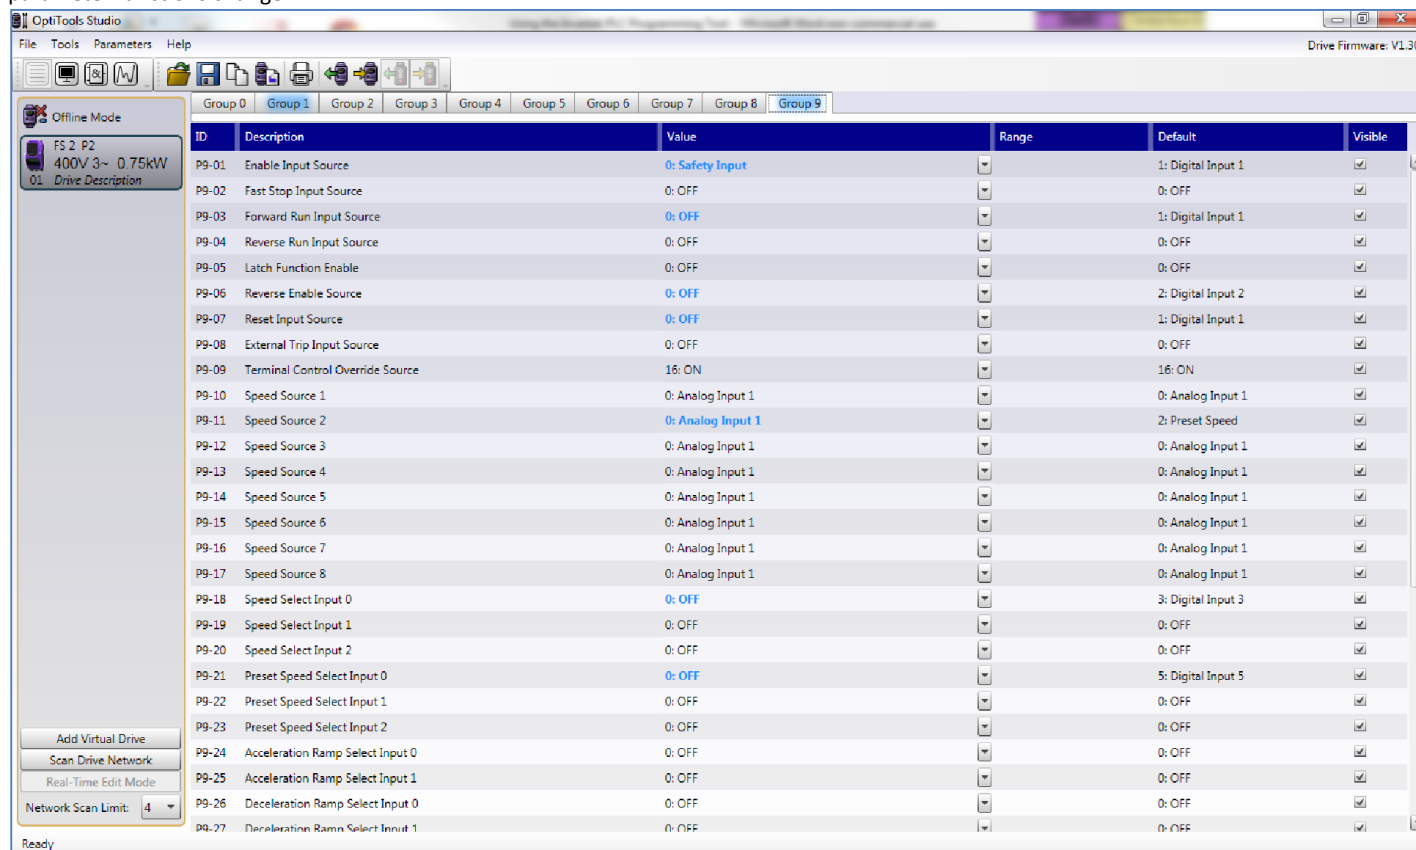 OptiTools Studio
File Tools Parameters Help Drive Firmware: V1.30
Offline Mode
FS 2 P2
400V 3~ 0.75kW
01 Drive Description
Group 0 Group 1 Group 2 Group 3 Group 4 Group 5 Group 6 Group 7 Group 8 Group 9
ID Description Value Range Default Visible
P9-01 Enable Input Source 0: Safety Input 1: Digital Input 1
P9-02 Fast Stop Input Source 0: OFF 0: OFF
P9-03 Forward Run Input Source 0: OFF 1: Digital Input 1
P9-04 Reverse Run Input Source 0: OFF 0: OFF
P9-05 Latch Function Enable 0: OFF 0: OFF
P9-06 Reverse Enable Source 0: OFF 2: Digital Input 2
P9-07 Reset Input Source 0: OFF 1: Digital Input 1
P9-08 External Trip Input Source 0: OFF 0: OFF
P9-09 Terminal Control Override Source 16: ON 16: ON
P9-10 Speed Source 1 0: Analog Input 1 0: Analog Input 1
P9-11 Speed Source 2 0: Analog Input 1 2: Preset Speed
P9-12 Speed Source 3 0: Analog Input 1 0: Analog Input 1
P9-13 Speed Source 4 0: Analog Input 1 0: Analog Input 1
P9-14 Speed Source 5 0: Analog Input 1 0: Analog Input 1
P9-15 Speed Source 6 0: Analog Input 1 0: Analog Input 1
P9-16 Speed Source 7 0: Analog Input 1 0: Analog Input 1
P9-17 Speed Source 8 0: Analog Input 1 0: Analog Input 1
P9-18 Speed Select Input 0 0: OFF 3: Digital Input 3
P9-19 Speed Select Input 1 0: OFF 0: OFF
P9-20 Speed Select Input 2 0: OFF 0: OFF
P9-21 Preset Speed Select Input 0 0: OFF 5: Digital Input 5
P9-22 Preset Speed Select Input 1 0: OFF 0: OFF
P9-23 Preset Speed Select Input 2 0: OFF 0: OFF
P9-24 Acceleration Ramp Select Input 0 0: OFF 0: OFF
P9-25 Acceleration Ramp Select Input 1 0: OFF 0: OFF
P9-26 Deceleration Ramp Select Input 0 0: OFF 0: OFF
P9-27 Deceleration Ramp Select Input 1 0: OFF 0: OFF
Add Virtual Drive
Scan Drive Network
Real-Time Edit Mode
Network Scan Limit: 4
Ready